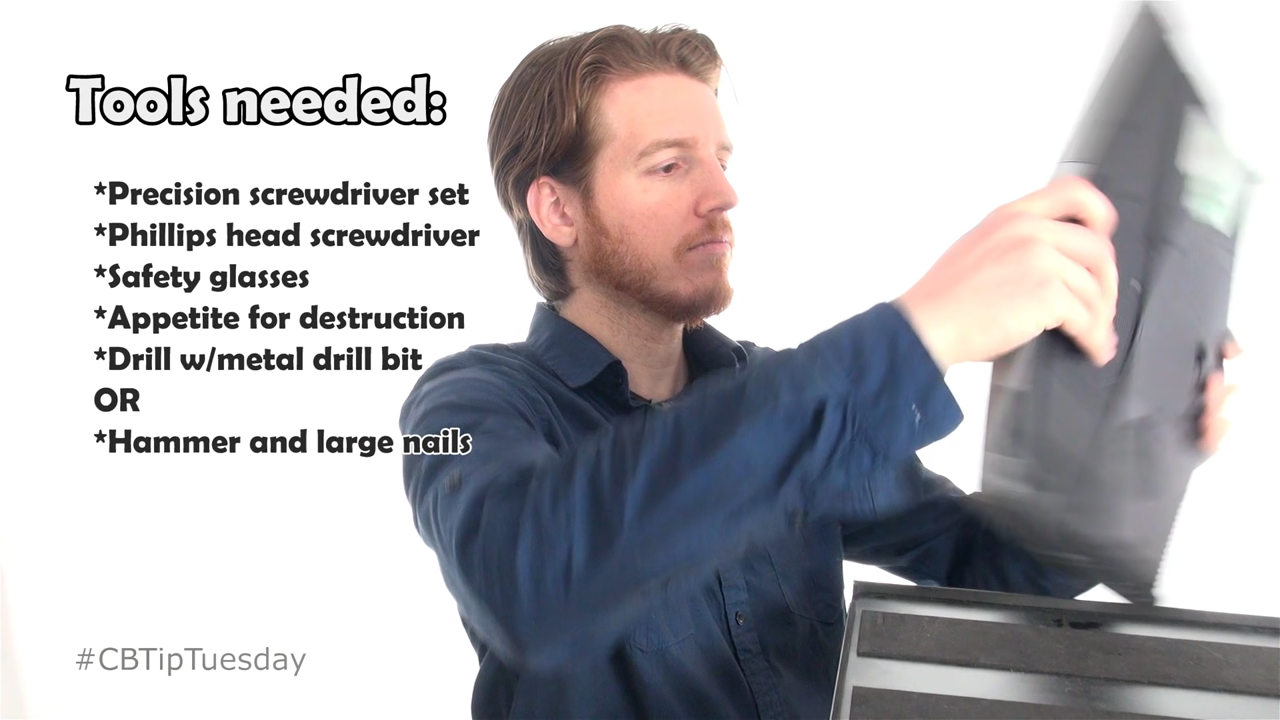 Tools needed:
*Precision screwdriver set
*Phillips head screwdriver
*Safety glasses
*Appetite for destruction
*Drill w/metal drill bit
OR
*Hammer and large nails
#CBTipTuesday